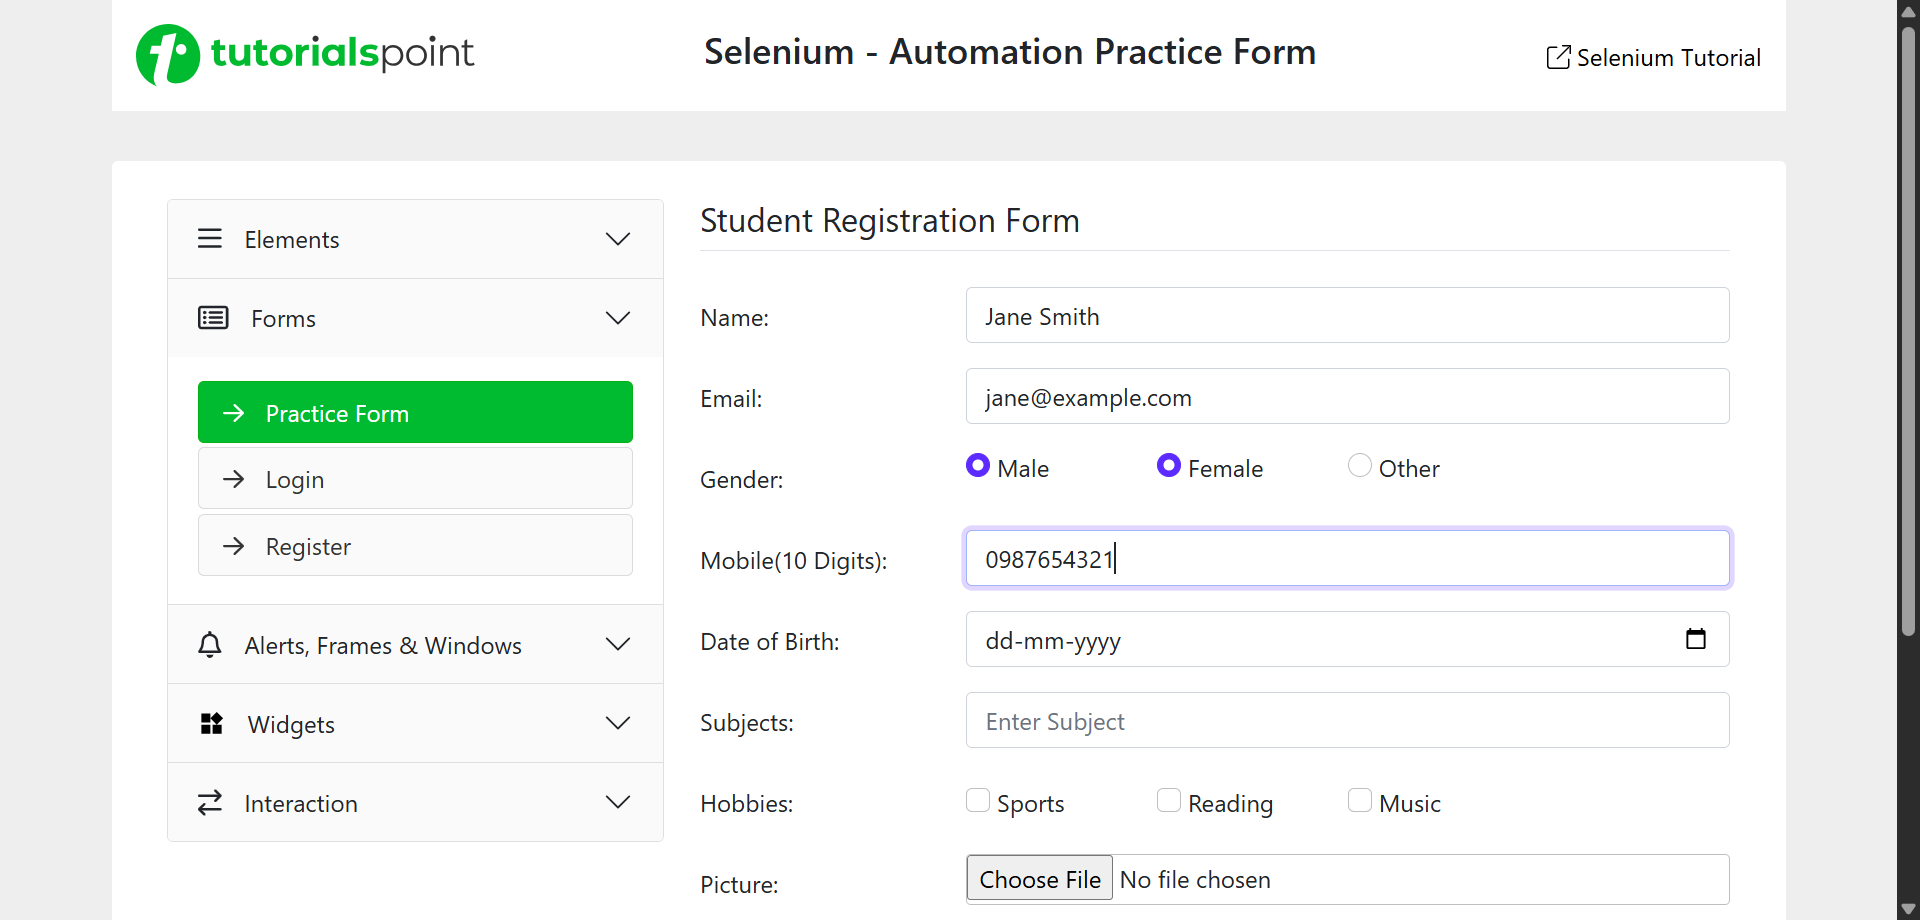 tutorialspoint
Selenium - Automation Practice Form
Selenium Tutorial
Elements
Forms
Practice Form
Login
Register
Alerts, Frames & Windows
Widgets
Interaction
Student Registration Form
Name: Jane Smith
Email: jane@example.com
Gender: Male Female Other
Mobile(10 Digits): 0987654321
Date of Birth: dd-mm-yyyy
Subjects: Enter Subject
Hobbies: Sports Reading Music
Picture: Choose File No file chosen